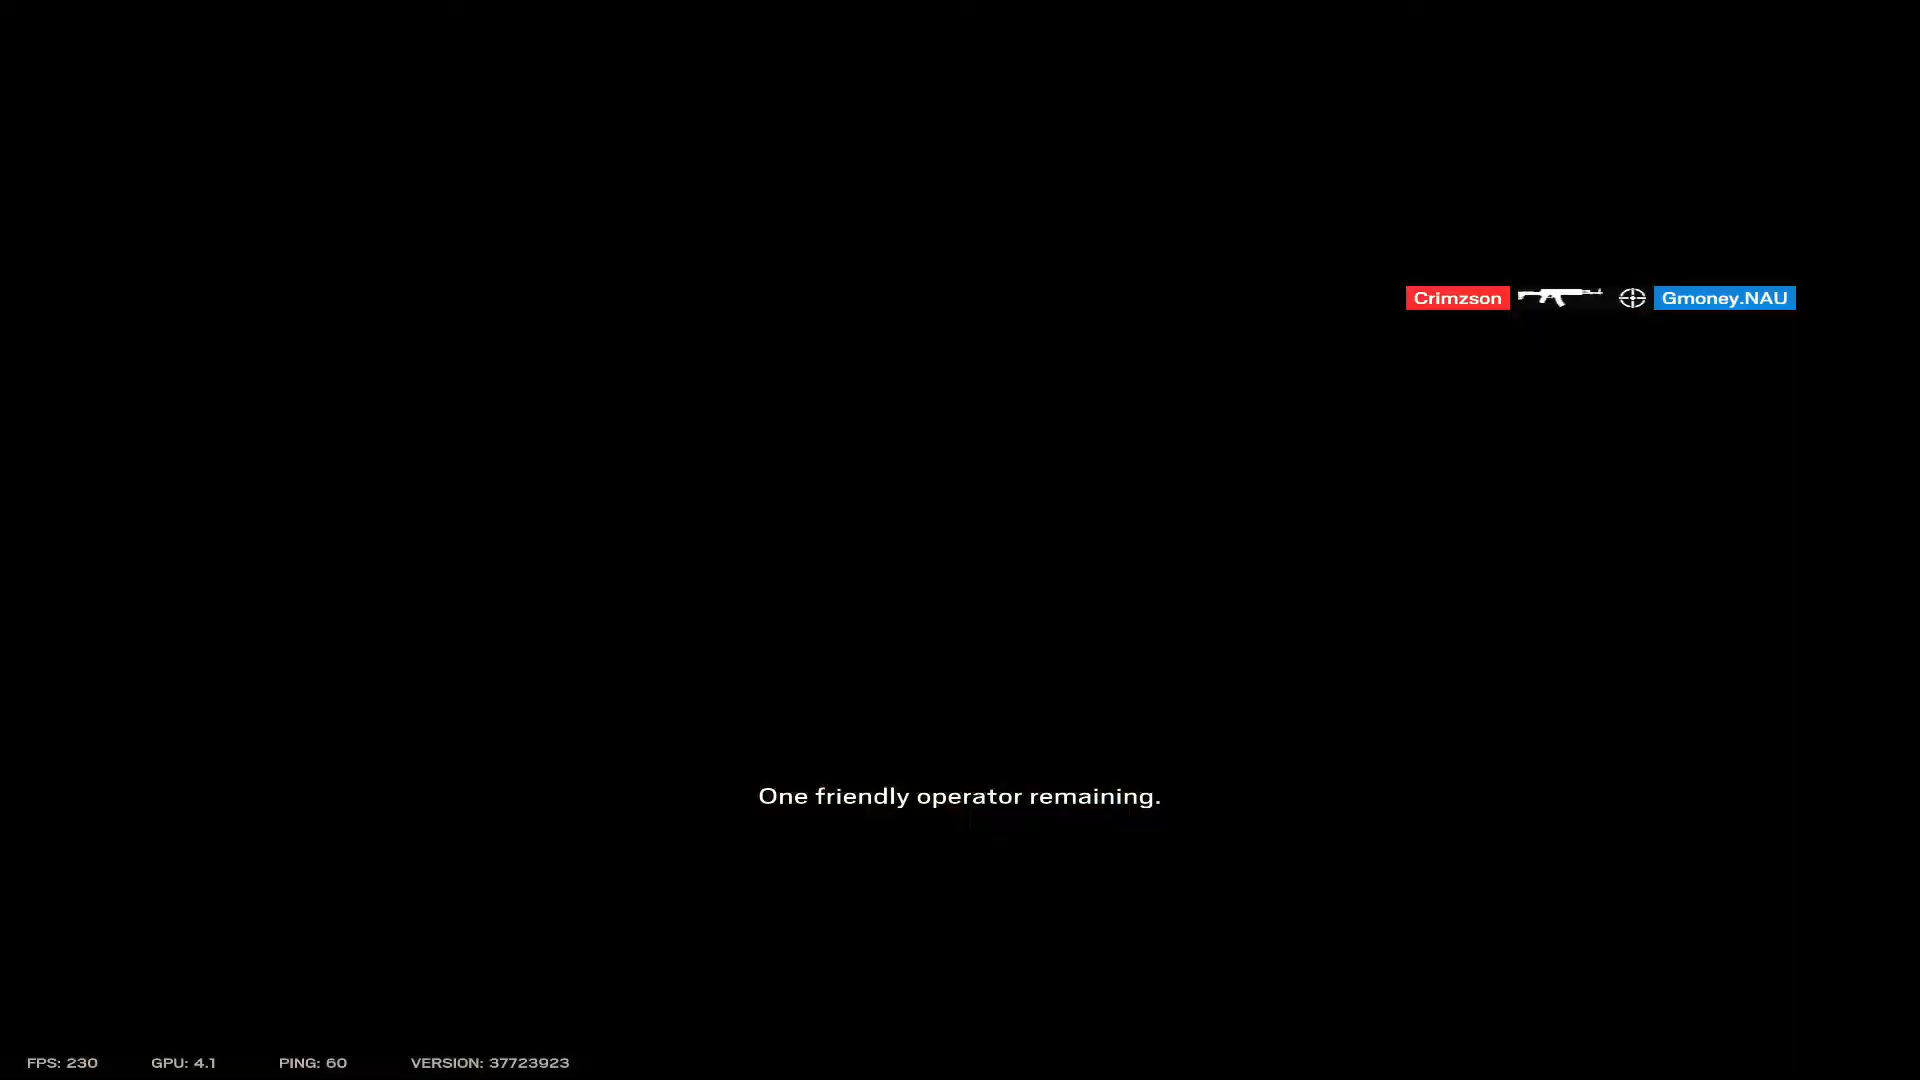 Crimzson Gmoney.NAU
One friendly operator remaining.
FPS: 230 GPU: 4.1 PING: 60 VERSION: 37723923